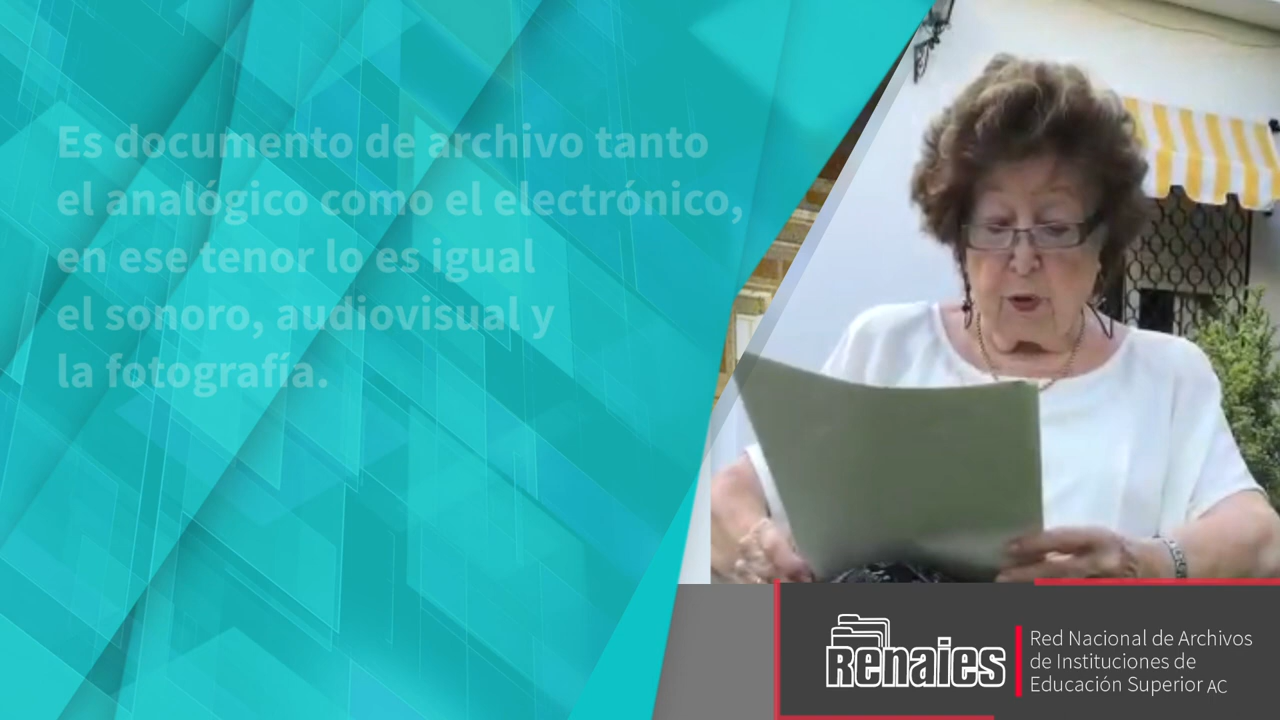 Es documento de archivo tanto
el analógico como el electrónico,
en ese tenor lo es igual
el sonoro, audiovisual y
la fotografía.
Renaies
Red Nacional de Archivos
de Instituciones de
Educación Superior AC